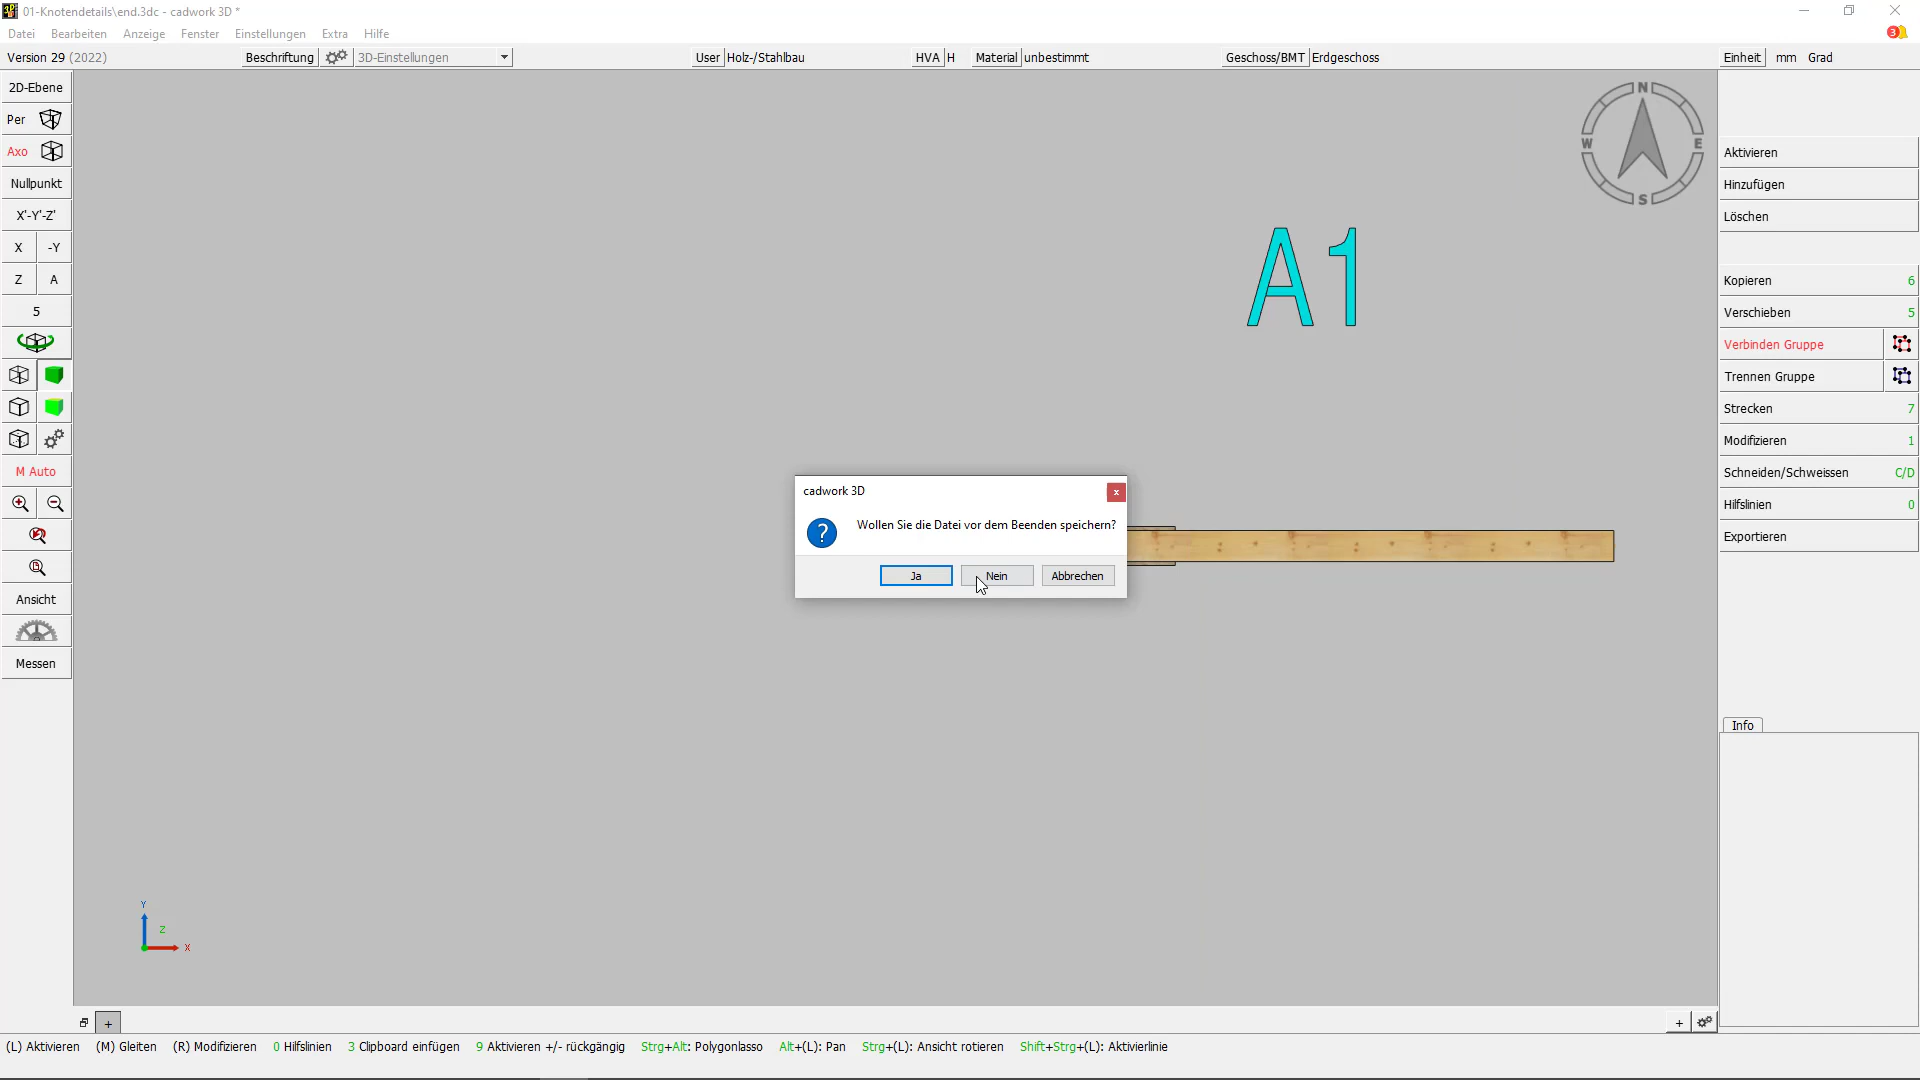 01-Knotendetails\end.3dc - cadwork 3D *
Datei Bearbeiten Anzeige Fenster Einstellungen Extra Hilfe
3
Version 29 (2022) Beschriftung 3D-Einstellungen User Holz-/Stahlbau HVA H Material unbestimmt Geschoss/BMT Erdgeschoss Einheit mm Grad
2D-Ebene
Per
Axo
Nullpunkt
X'-Y'-Z'
X -Y
Z A
5
M Auto
Ansicht
Messen
N
W E
S
A1
cadwork 3D
x
? Wollen Sie die Datei vor dem Beenden speichern?
Ja Nein Abbrechen
Y
Z
X
Aktivieren
Hinzufügen
Löschen
Kopieren 6
Verschieben 5
Verbinden Gruppe
Trennen Gruppe
Strecken 7
Modifizieren 1
Schneiden/Schweissen C/D
Hilfslinien 0
Exportieren
Info
+ +
(L) Aktivieren (M) Gleiten (R) Modifizieren 0 Hilfslinien 3 Clipboard einfügen 9 Aktivieren +/- rückgängig Strg+Alt: Polygonlasso Alt+(L): Pan Strg+(L): Ansicht rotieren Shift+Strg+(L): Aktivierlinie